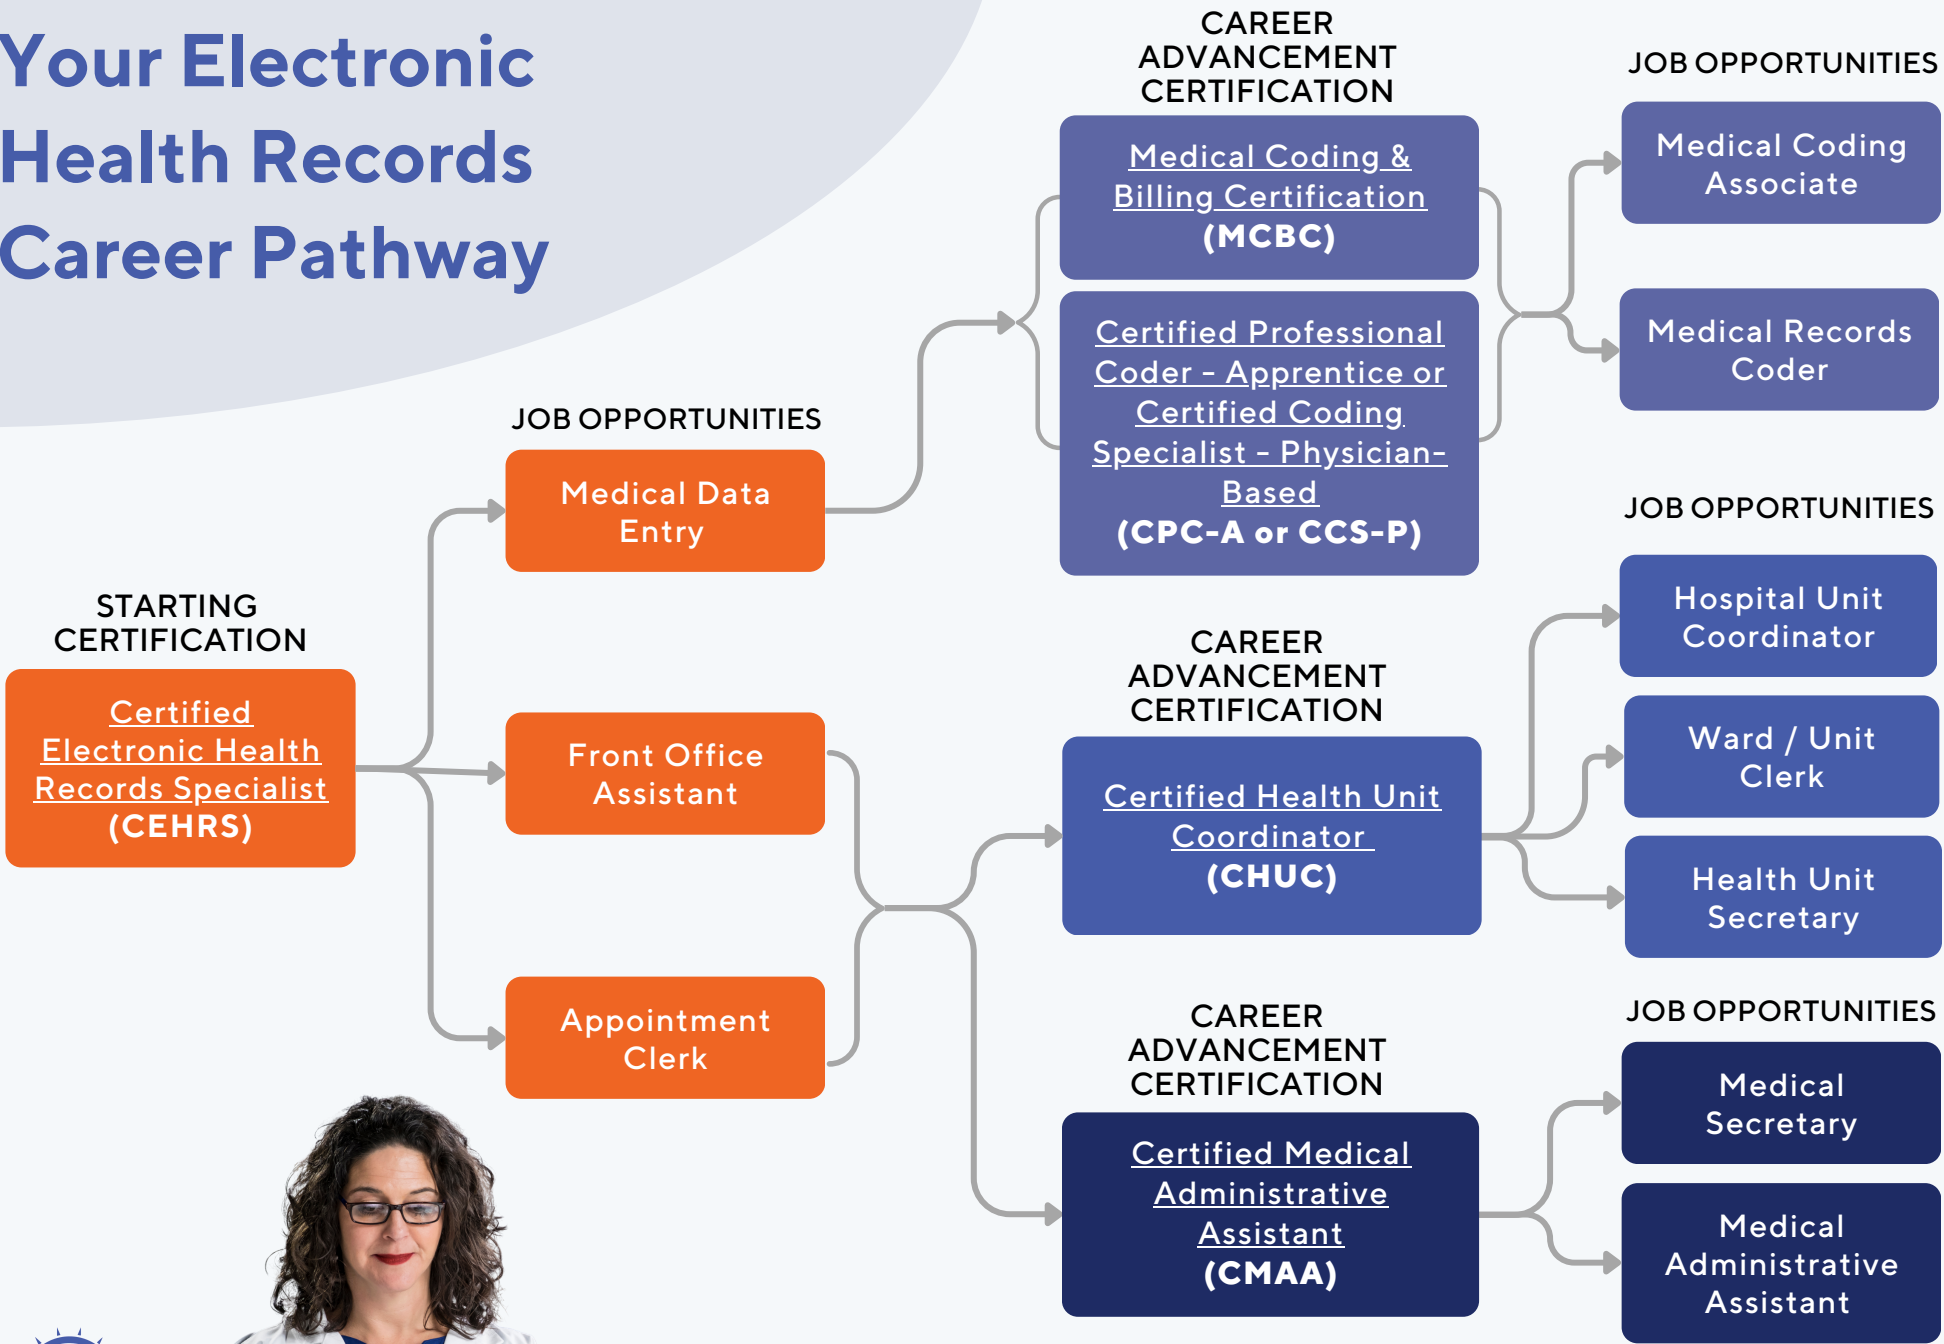 Your Electronic
Health Records
Career Pathway
STARTING
CERTIFICATION
Certified
Electronic Health
Records Specialist
(CEHRS)
JOB OPPORTUNITIES
Medical Data
Entry
Front Office
Assistant
Appointment
Clerk
CAREER
ADVANCEMENT
CERTIFICATION
Medical Coding &
Billing Certification
(MCBC)
Certified Professional
Coder - Apprentice or
Certified Coding
Specialist - Physician-
Based
(CPC-A or CCS-P)
JOB OPPORTUNITIES
Medical Coding
Associate
Medical Records
Coder
CAREER
ADVANCEMENT
CERTIFICATION
Certified Health Unit
Coordinator
(CHUC)
JOB OPPORTUNITIES
Hospital Unit
Coordinator
Ward / Unit
Clerk
Health Unit
Secretary
CAREER
ADVANCEMENT
CERTIFICATION
Certified Medical
Administrative
Assistant
(CMAA)
JOB OPPORTUNITIES
Medical
Secretary
Medical
Administrative
Assistant